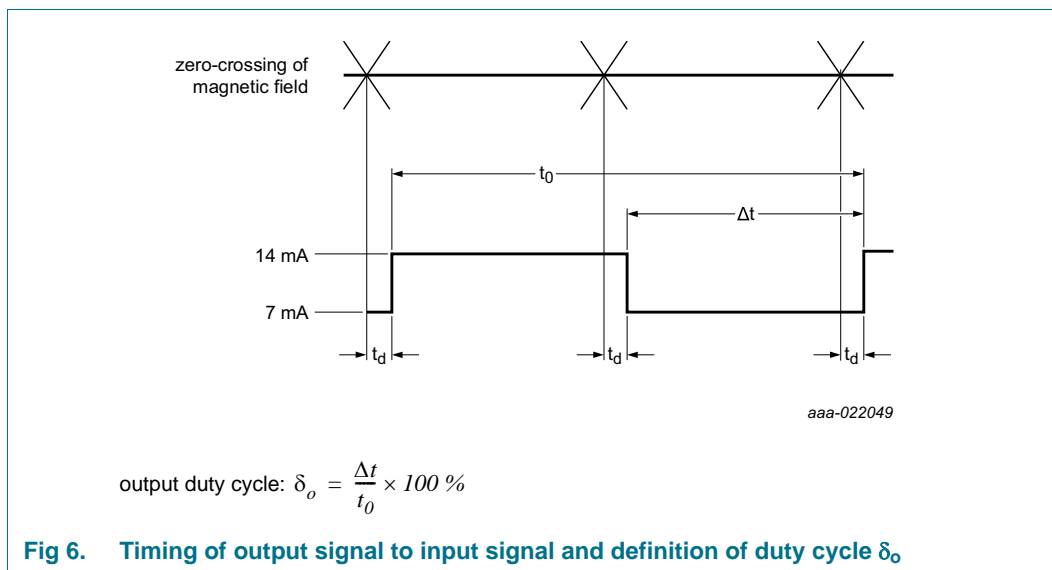 zero-crossing of
magnetic field
t0
Δt
14 mA
7 mA
td
td
td
aaa-022049
output duty cycle: δo = Δt/t0 × 100 %
Fig 6. Timing of output signal to input signal and definition of duty cycle δo